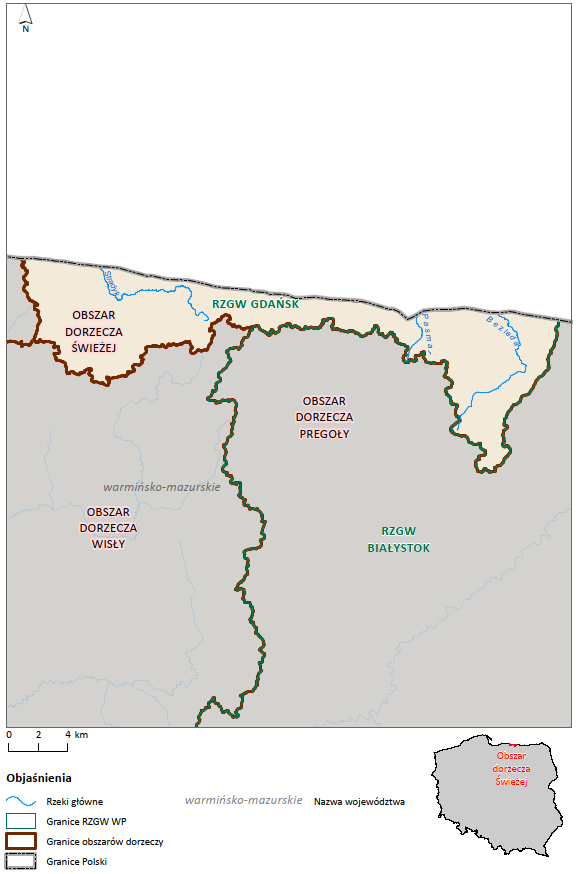 N
Stradyk
RZGW GDAŃSK
OBSZAR
DORZECZA
ŚWIEŻEJ
Pasmar
Bezleda
OBSZAR
DORZECZA
PREGOŁY
warmińsko-mazurskie
OBSZAR
DORZECZA
WISŁY
RZGW
BIAŁYSTOK
0 2 4 km
Objaśnienia
Rzeki główne
Granice RZGW WP
Granice obszarów dorzeczy
Granice Polski
warmińsko-mazurskie Nazwa województwa
Obszar
dorzecza
Świeżej